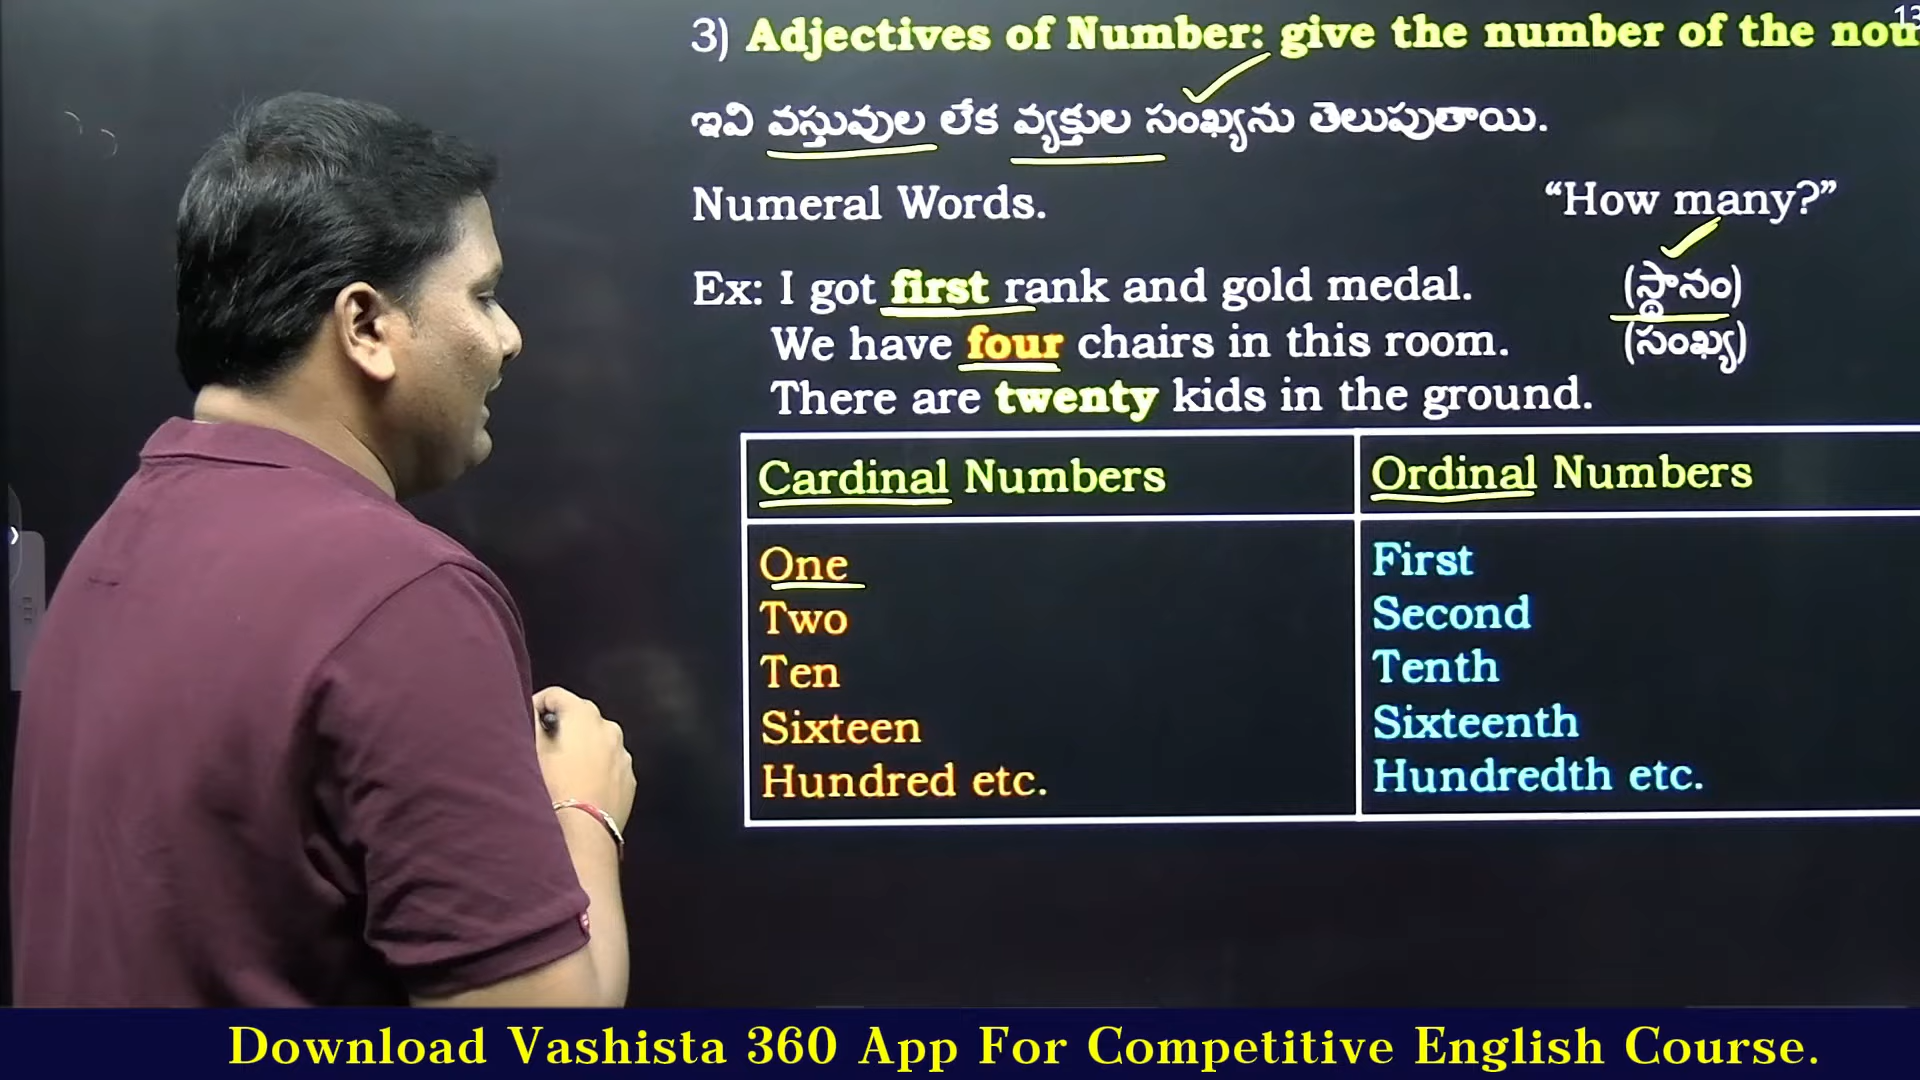 13
3) Adjectives of Number: give the number of the nou
ఇవి వస్తువుల లేక వ్యక్తుల సంఖ్యను తెలుపుతాయి.
Numeral Words. “How many?”
Ex: I got first rank and gold medal. (స్థానం)
We have four chairs in this room. (సంఖ్య)
There are twenty kids in the ground.
Cardinal Numbers Ordinal Numbers
One First
Two Second
Ten Tenth
Sixteen Sixteenth
Hundred etc. Hundredth etc.
Download Vashista 360 App For Competitive English Course.